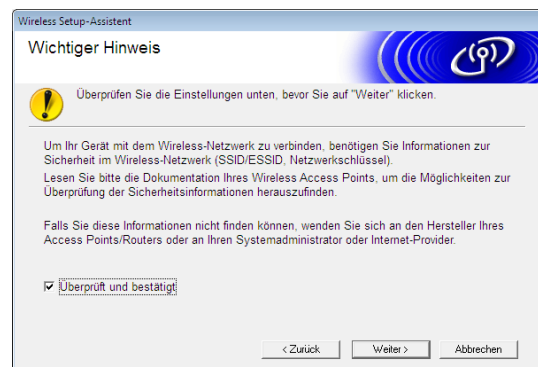 Wireless Setup-Assistent
Wichtiger Hinweis
Überprüfen Sie die Einstellungen unten, bevor Sie auf "Weiter" klicken.
Um Ihr Gerät mit dem Wireless-Netzwerk zu verbinden, benötigen Sie Informationen zur
Sicherheit im Wireless-Netzwerk (SSID/ESSID, Netzwerkschlüssel).
Lesen Sie bitte die Dokumentation Ihres Wireless Access Points, um die Möglichkeiten zur
Überprüfung der Sicherheitsinformationen herauszufinden.
Falls Sie diese Informationen nicht finden können, wenden Sie sich an den Hersteller Ihres
Access Points/Routers oder an Ihren Systemadministrator oder Internet-Provider.
Überprüft und bestätigt
< Zurück Weiter > Abbrechen